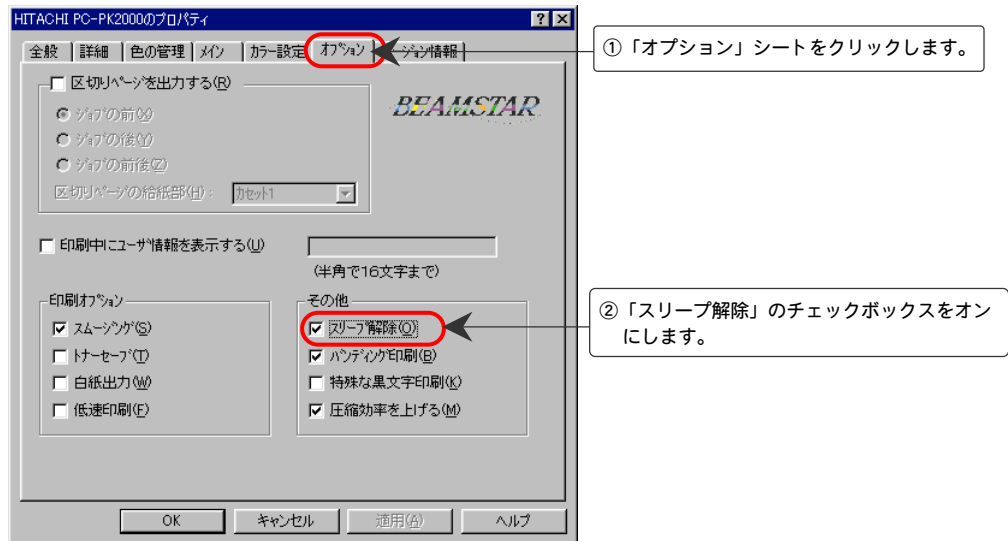 HITACHI PC-PK2000のプロパティ
全般 詳細 色の管理 メイン カラー設定 オプション ージョン情報
①「オプション」シートをクリックします。
区切りページを出力する(R)
ジョブの前(X)
ジョブの後(Y)
ジョブの前後(Z)
区切りページの給紙部(H): カセット1
BEAMSTAR
印刷中にユーザ情報を表示する(U)
(半角で16文字まで)
印刷オプション
スムージング(S)
トナーセーブ(T)
白紙出力(W)
低速印刷(F)
その他
スリープ解除(O)
バンディング印刷(B)
特殊な黒文字印刷(K)
圧縮効率を上げる(M)
②「スリープ解除」のチェックボックスをオン
にします。
OK キャンセル 適用(A) ヘルプ